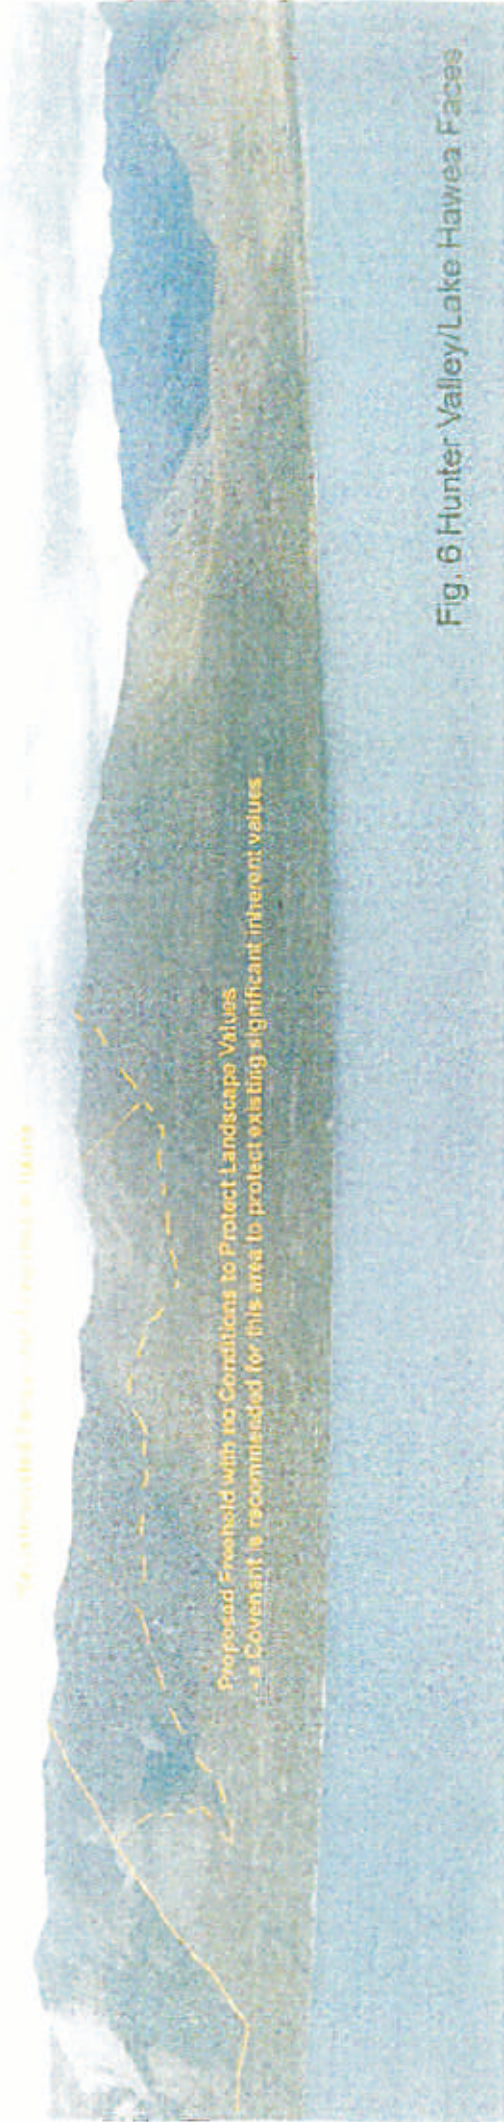 Proposed Freehold with no Conditions to Protect Landscape Values
- a Covenant is recommended for this area to protect existing significant inherent values
Fig. 6 Hunter Valley/Lake Hawea Faces